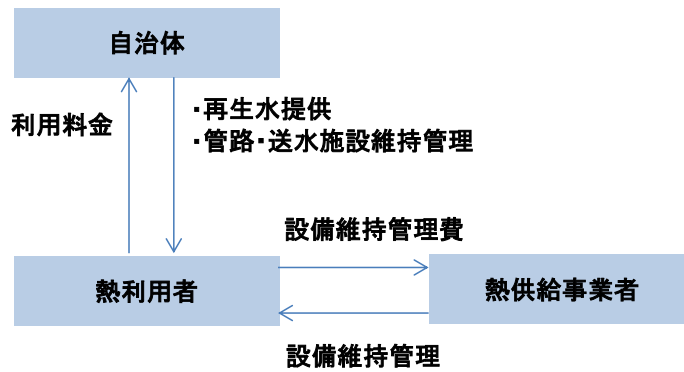 自治体
利用料金
・再生水提供
・管路・送水施設維持管理
設備維持管理費
熱利用者
熱供給事業者
設備維持管理